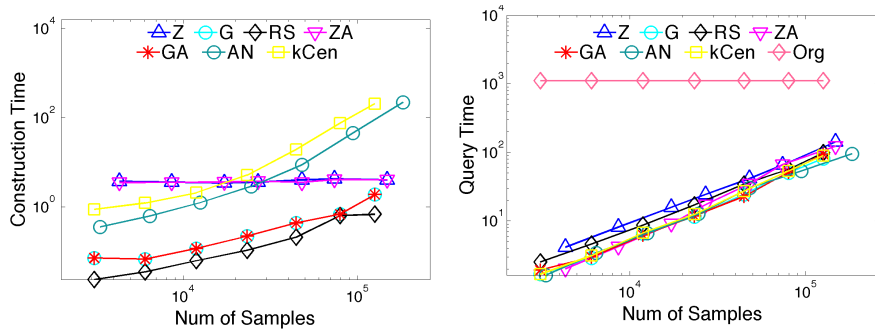 Construction Time
10^4
10^2
10^0
Z G RS ZA
GA AN kCen
10^4 10^5
Num of Samples
Query Time
10^4
10^3
10^2
10^1
Z G RS ZA
GA AN kCen Org
10^4 10^5
Num of Samples